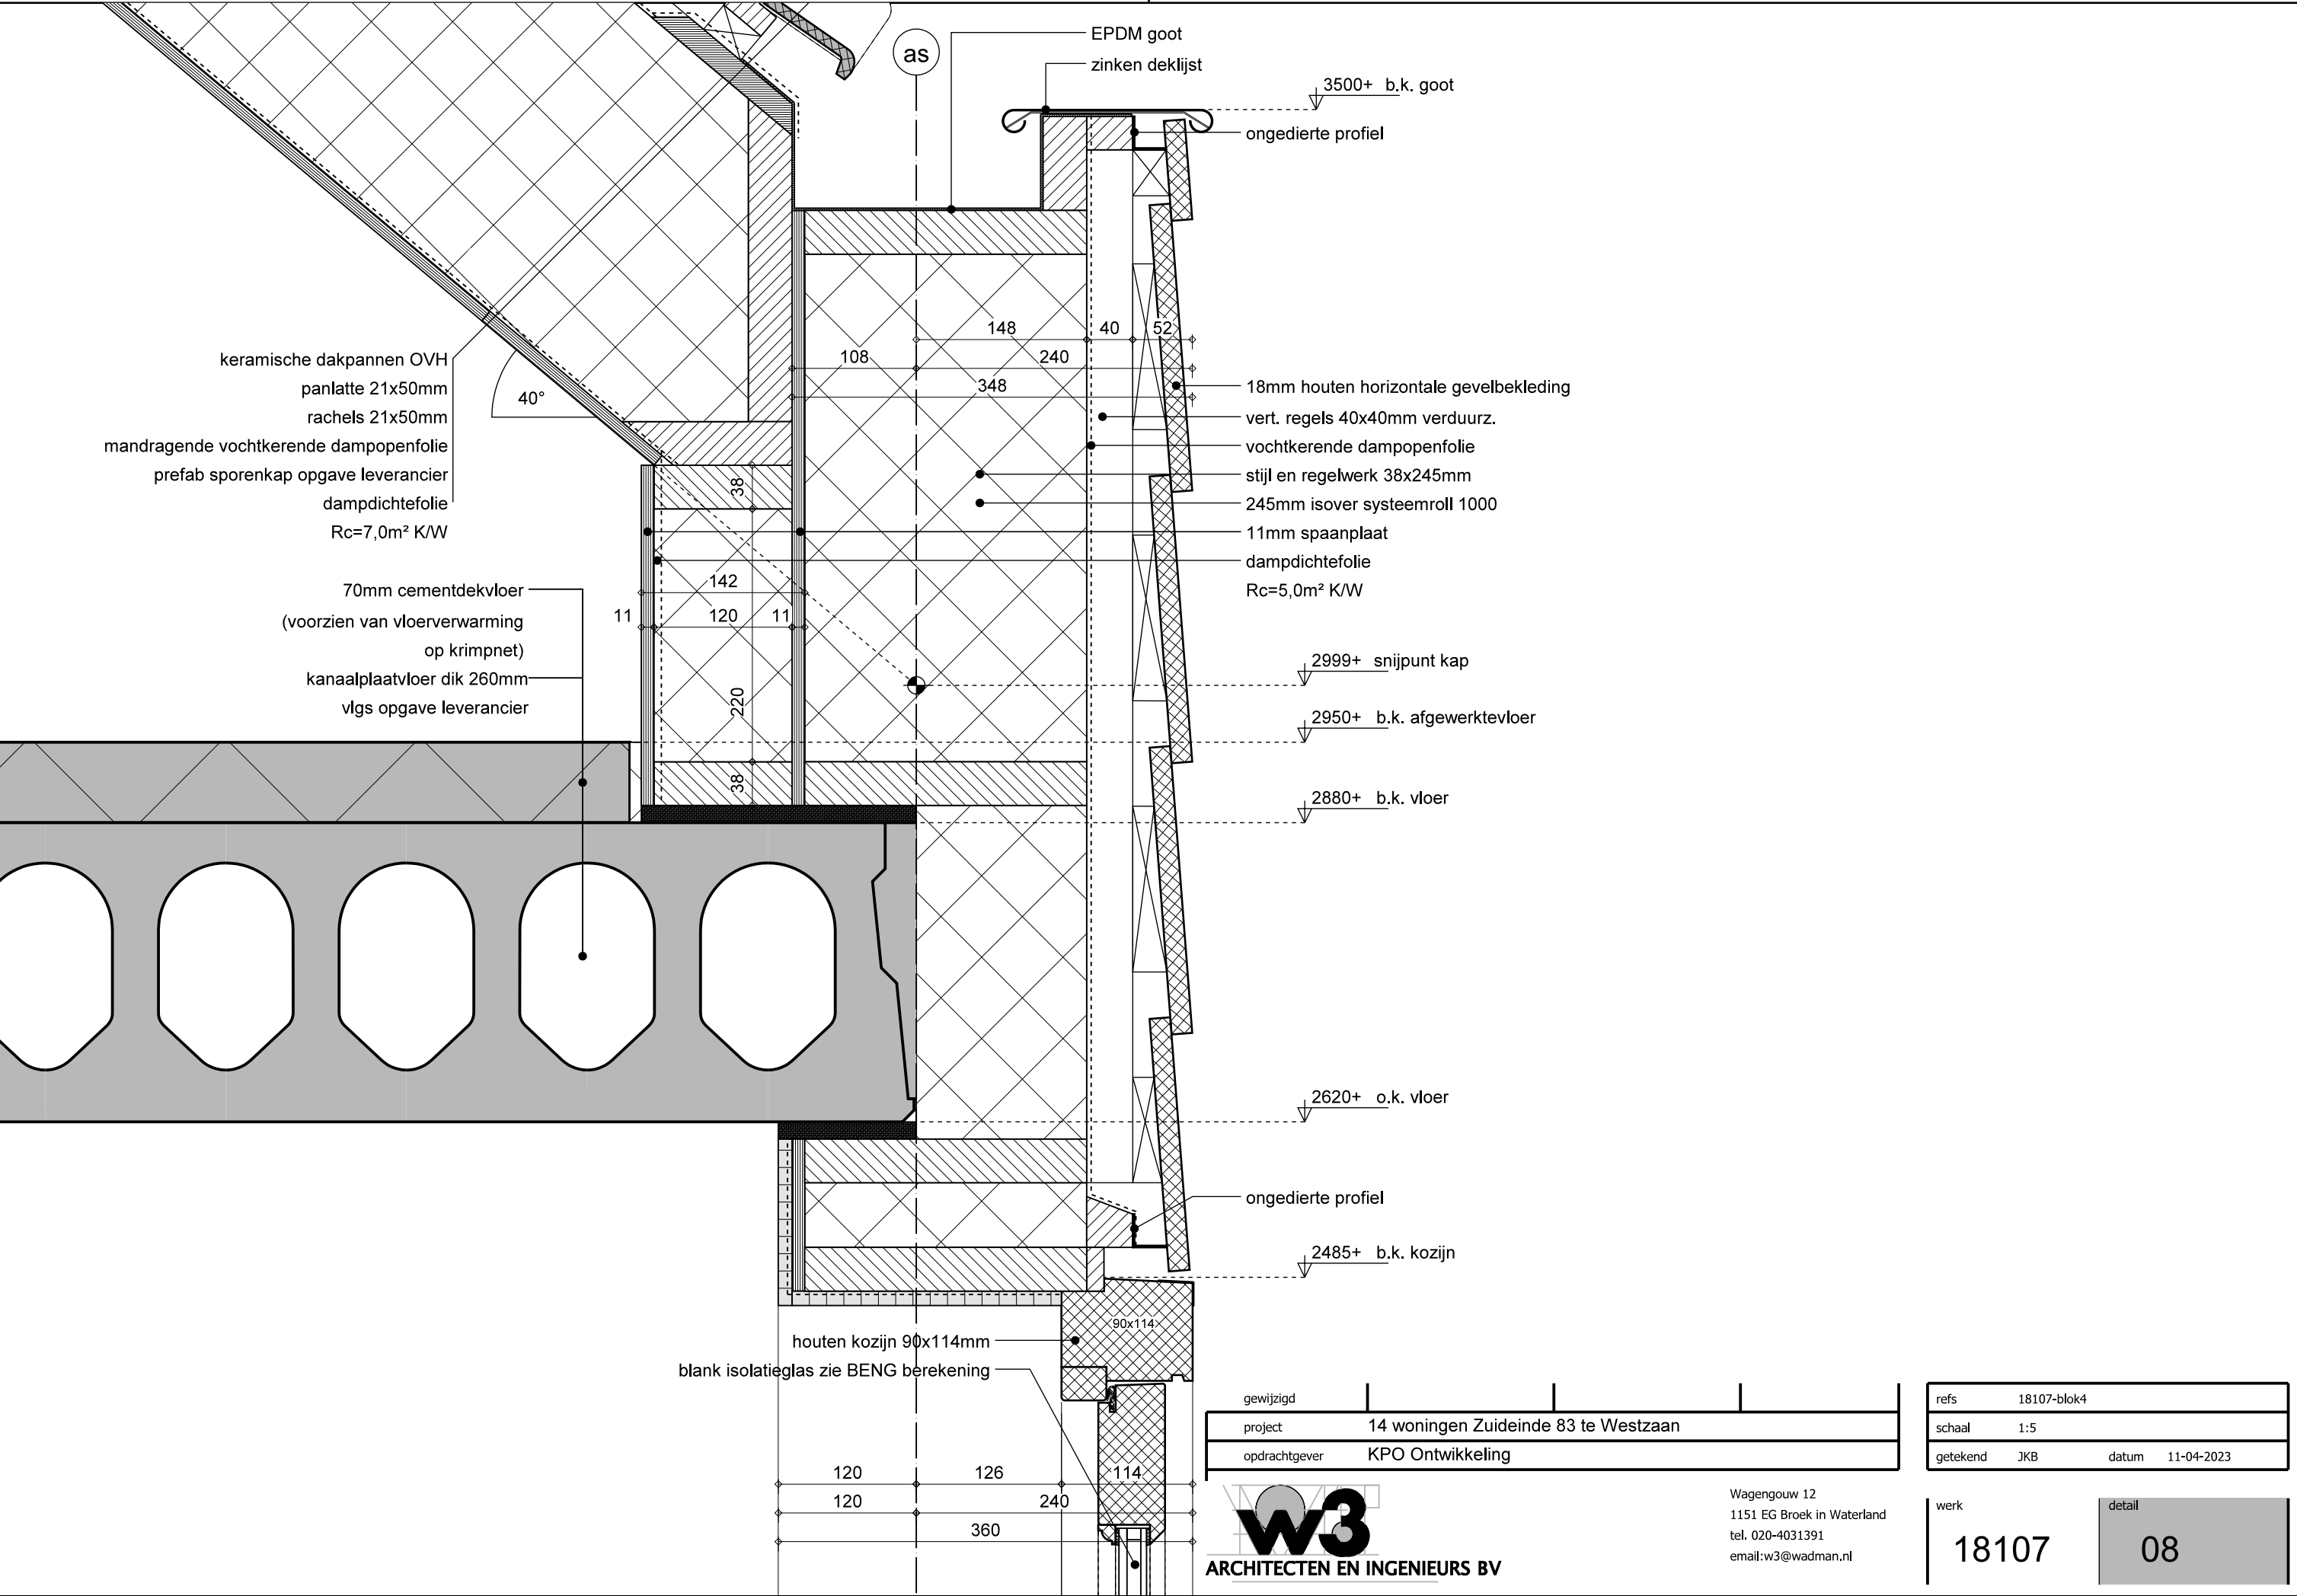 EPDM goot
zinken deklijst
as
3500+ b.k. goot
ongedierte profiel
148
40
52
108
240
348
keramische dakpannen OVH
panlatte 21x50mm
rachels 21x50mm
mandragende vochtkerende dampopenfolie
prefab sporenkap opgave leverancier
dampdichtefolie
Rc=7,0m² K/W
40°
18mm houten horizontale gevelbekleding
vert. regels 40x40mm verduurz.
vochtkerende dampopenfolie
stijl en regelwerk 38x245mm
245mm isover systeemroll 1000
11mm spaanplaat
dampdichtefolie
Rc=5,0m² K/W
38
142
11
120
11
220
38
70mm cementdekvloer
(voorzien van vloerverwarming
op krimpnet)
kanaalplaatvloer dik 260mm
vlgs opgave leverancier
2999+ snijpunt kap
2950+ b.k. afgewerktevloer
2880+ b.k. vloer
2620+ o.k. vloer
ongedierte profiel
2485+ b.k. kozijn
90x114
houten kozijn 90x114mm
blank isolatieglas zie BENG berekening
120
126
114
120
240
360
gewijzigd
project 14 woningen Zuideinde 83 te Westzaan
opdrachtgever KPO Ontwikkeling
refs 18107-blok4
schaal 1:5
getekend JKB datum 11-04-2023
w3
ARCHITECTEN EN INGENIEURS BV
Wagengouw 12
1151 EG Broek in Waterland
tel. 020-4031391
email:w3@wadman.nl
werk
18107
detail
08